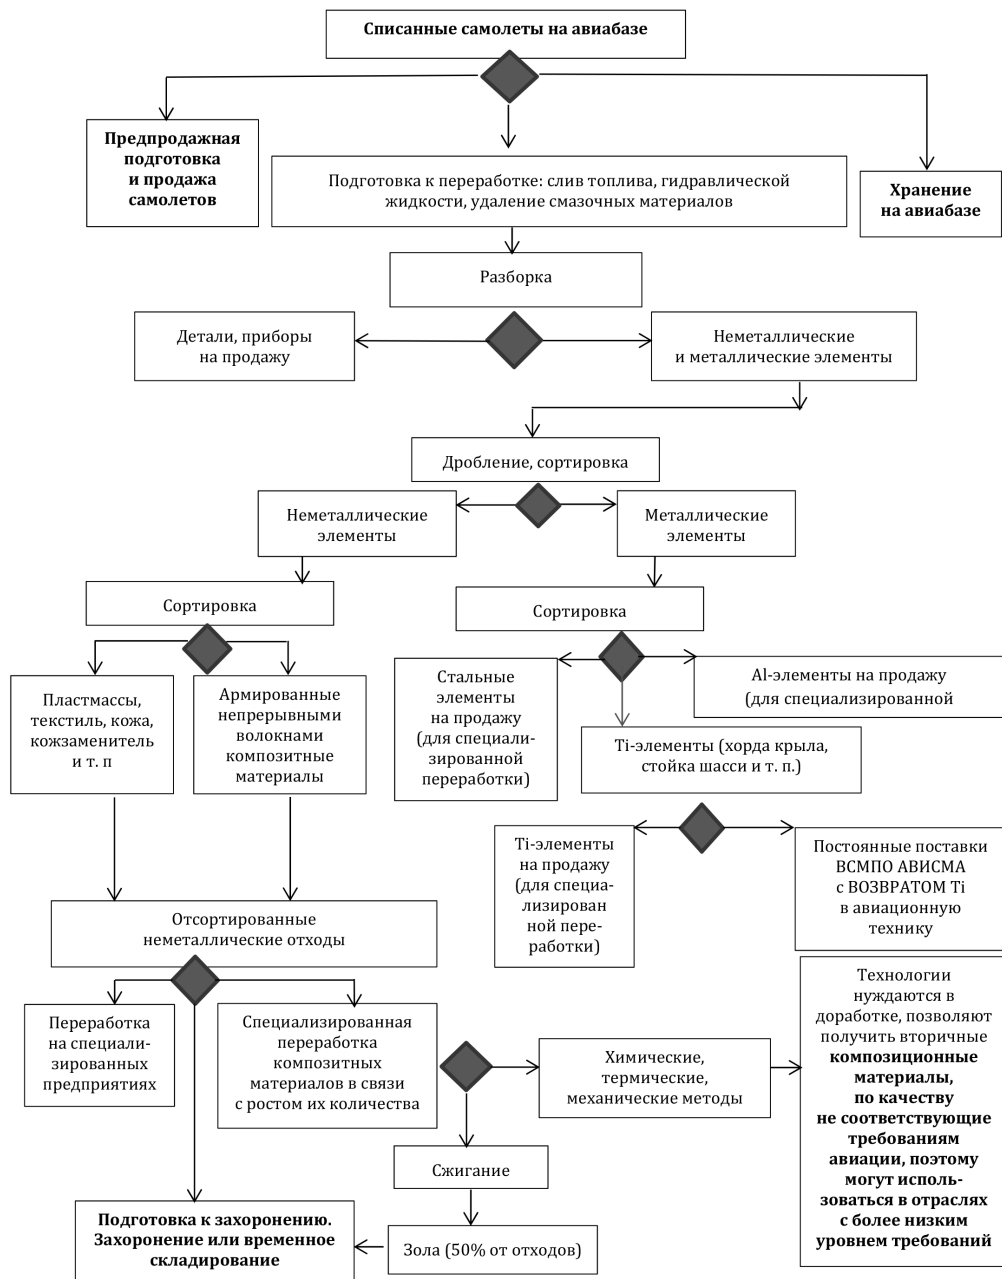 Списанные самолеты на авиабазе
Предпродажная
подготовка
и продажа
самолетов
Подготовка к переработке: слив топлива, гидравлической
жидкости, удаление смазочных материалов
Хранение
на авиабазе
Разборка
Детали, приборы
на продажу
Неметаллические
и металлические элементы
Дробление, сортировка
Неметаллические
элементы
Металлические
элементы
Сортировка
Сортировка
Пластмассы,
текстиль, кожа,
кожзаменитель
и т. п
Армированные
непрерывными
волокнами
композитные
материалы
Стальные
элементы
на продажу
(для специали-
зированной
переработки)
Al-элементы на продажу
(для специализированной
Ti-элементы (хорда крыла,
стойка шасси и т. п.)
Ti-элементы
на продажу
(для специа-
лизирован
ной пере-
работки)
Постоянные поставки
ВСМПО АВИСМА
с ВОЗВРАТОМ Ti
в авиационную
технику
Отсортированные
неметаллические отходы
Переработка
на специали-
зированных
предприятиях
Специализированная
переработка
композитных
материалов в связи
с ростом их количества
Химические,
термические,
механические методы
Технологии
нуждаются в
доработке, позволяют
получить вторичные
композиционные
материалы,
по качеству
не соответствующие
требованиям
авиации, поэтому
могут исполь-
зоваться в отраслях
с более низким
уровнем требований
Сжигание
Зола (50% от отходов)
Подготовка к захоронению.
Захоронение или временное
складирование